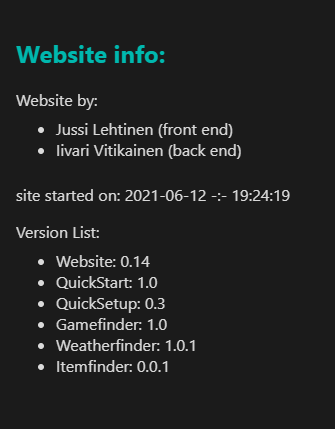 Website info:
Website by:
Jussi Lehtinen (front end)
Iivari Vitikainen (back end)
site started on: 2021-06-12 -:- 19:24:19
Version List:
Website: 0.14
QuickStart: 1.0
QuickSetup: 0.3
Gamefinder: 1.0
Weatherfinder: 1.0.1
Itemfinder: 0.0.1